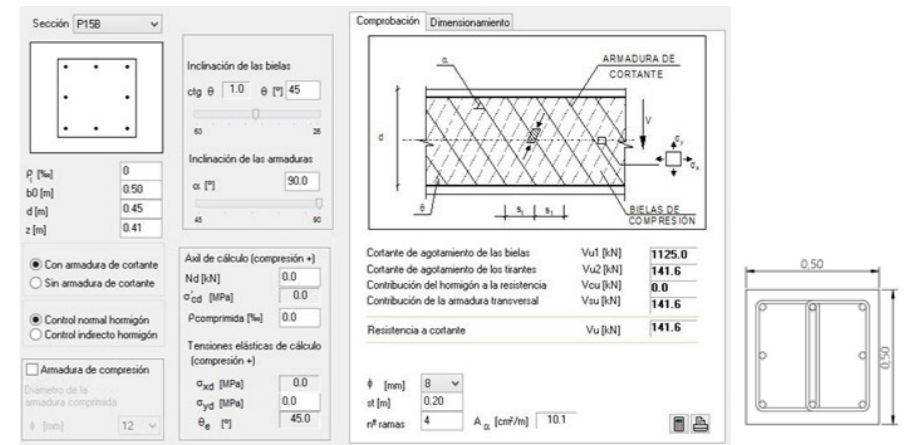 Sección P15B
ρl [‰] 0
b0 [m] 0.50
d [m] 0.45
z [m] 0.41
Con armadura de cortante
Sin armadura de cortante
Control normal hormigón
Control indirecto hormigón
Armadura de compresión
Diámetro de la
armadura comprimida
ϕ [mm] 12
Inclinación de las bielas
ctg θ 1.0 θ [º] 45
63 26
Inclinación de las armaduras
α [º] 90.0
45 90
Axil de cálculo (compresión +)
Nd [kN] 0.0
σ'cd [MPa] 0.0
Ρcomprimida [‰] 0.0
Tensiones elásticas de cálculo
(compresión +)
σxd [MPa] 0.0
σyd [MPa] 0.0
θe [º] 45.0
Comprobación Dimensionamiento
α
ARMADURA DE
CORTANTE
d
V
σy
σx
θ
st st
BIELAS DE
COMPRESIÓN
Cortante de agotamiento de las bielas Vu1 [kN] 1125.0
Cortante de agotamiento de los tirantes Vu2 [kN] 141.6
Contribución del hormigón a la resistencia Vcu [kN] 0.0
Contribución de la armadura transversal Vsu [kN] 141.6
Resistencia a cortante Vu [kN] 141.6
ϕ [mm] 8
st [m] 0.20
nº ramas 4 Aα [cm²/m] 10.1
0,50
0,50